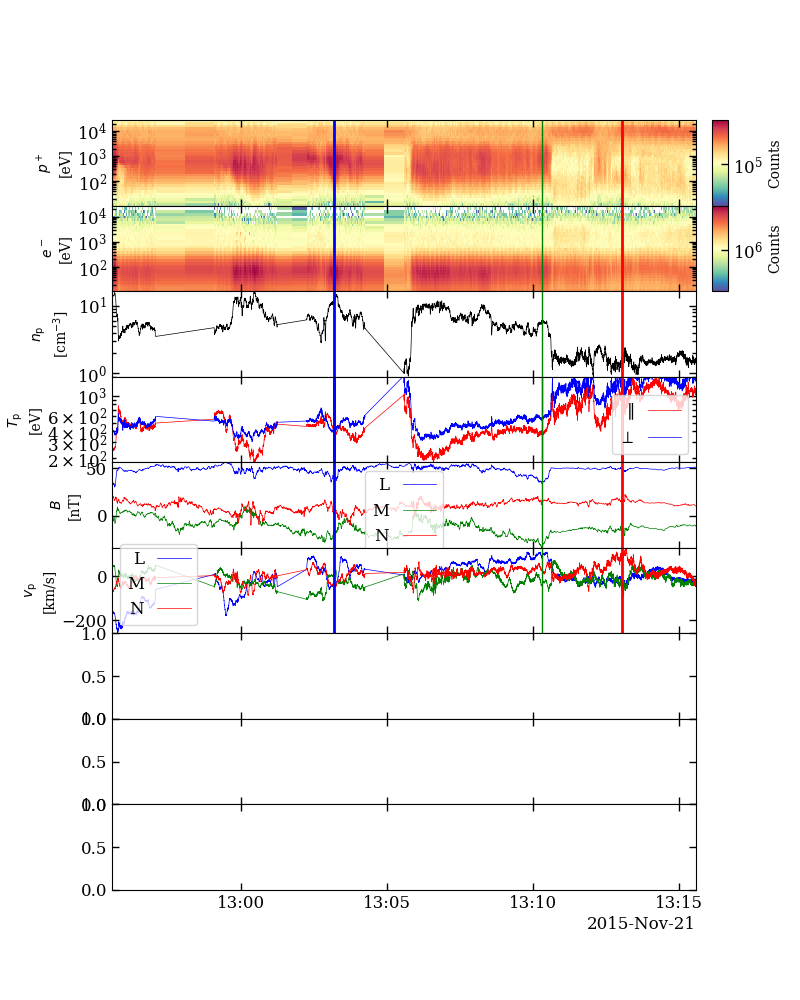 10⁴
10³
10²
p⁺
[eV]
10⁵
Counts
10⁴
10³
10²
e⁻
[eV]
10⁶
Counts
10¹
10⁰
nₚ
[cm⁻³]
10³
6 × 10²
4 × 10²
3 × 10²
2 × 10²
Tₚ
[eV]
∥
⊥
50
0
B
[nT]
L
M
N
0
−200
vₚ
[km/s]
L
M
N
1.0
0.5
0.0
1.0
0.5
0.0
1.0
0.5
0.0
13:00
13:05
13:10
13:15
2015-Nov-21